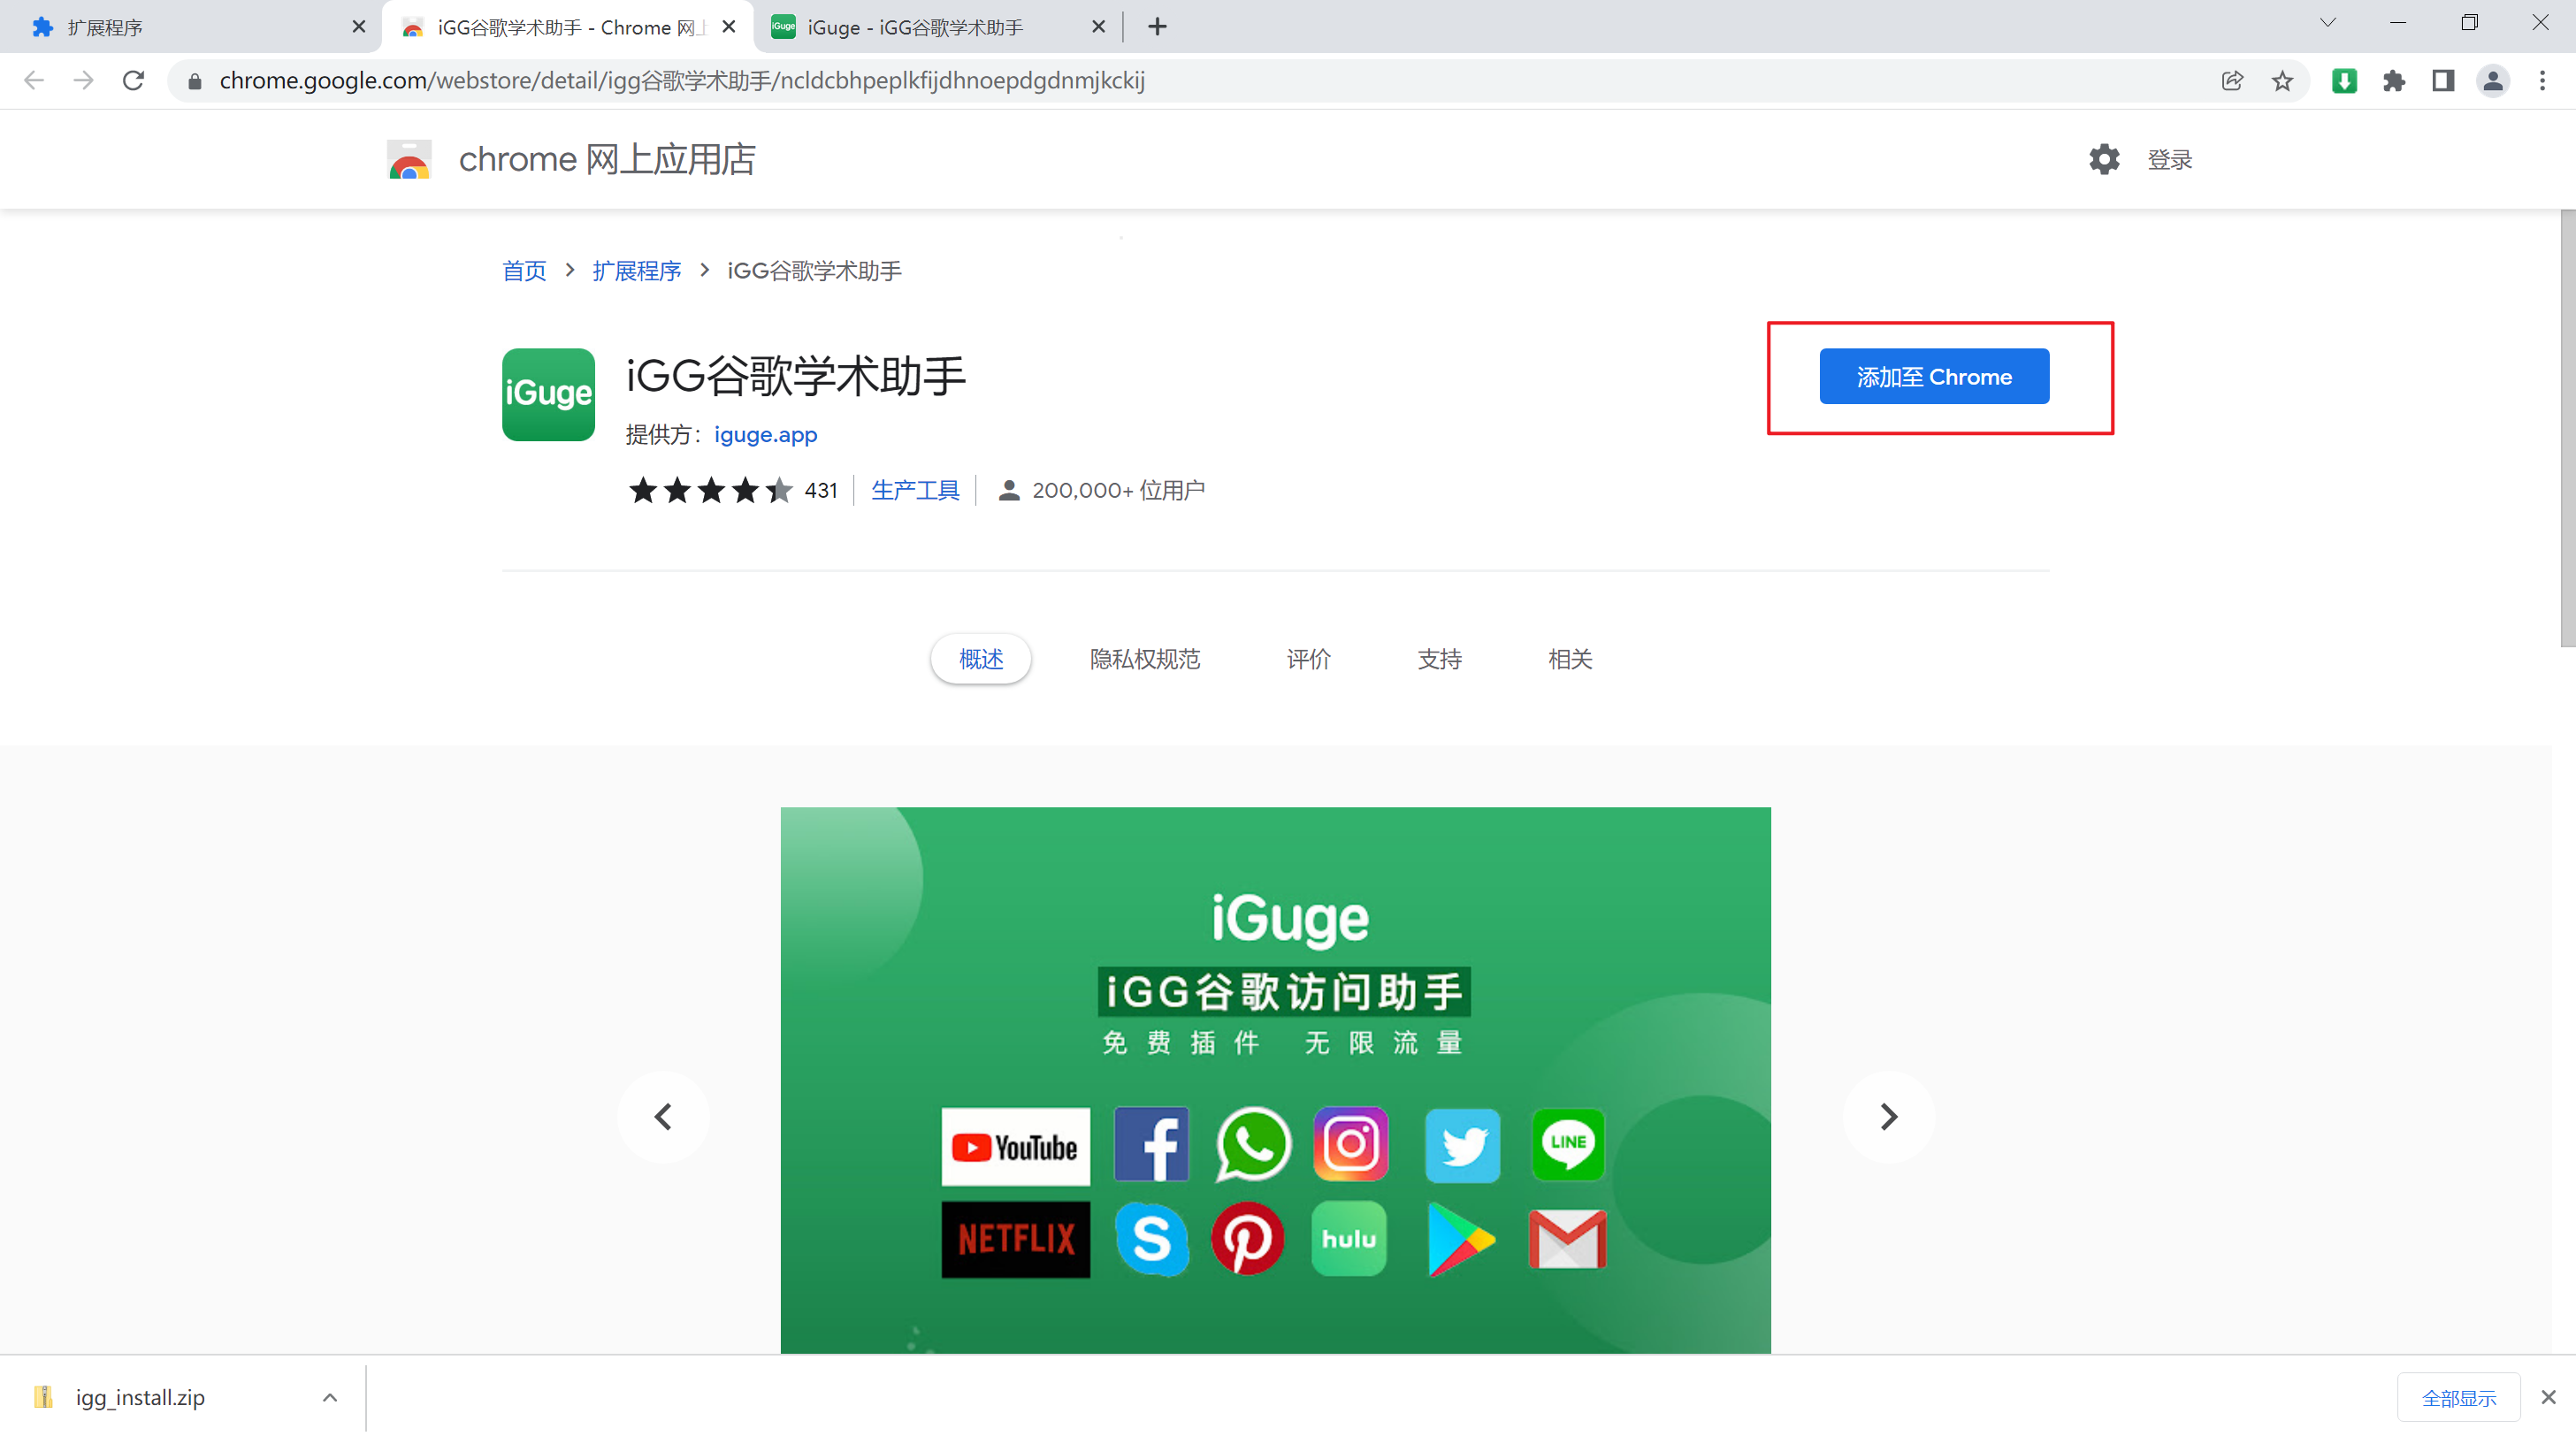 扩展程序
iGG谷歌学术助手 - Chrome 网上
iGuge
iGuge - iGG谷歌学术助手
chrome.google.com/webstore/detail/igg谷歌学术助手/ncldcbhpeplkfijdhnoepdgdnmjkckij
chrome 网上应用店
登录
首页 > 扩展程序 > iGG谷歌学术助手
iGuge
iGG谷歌学术助手
添加至 Chrome
提供方：iguge.app
431 生产工具 200,000+ 位用户
概述 隐私权规范 评价 支持 相关
iGuge
iGG谷歌访问助手
免费插件 无限流量
YouTube f LINE
NETFLIX S hulu
igg_install.zip
全部显示